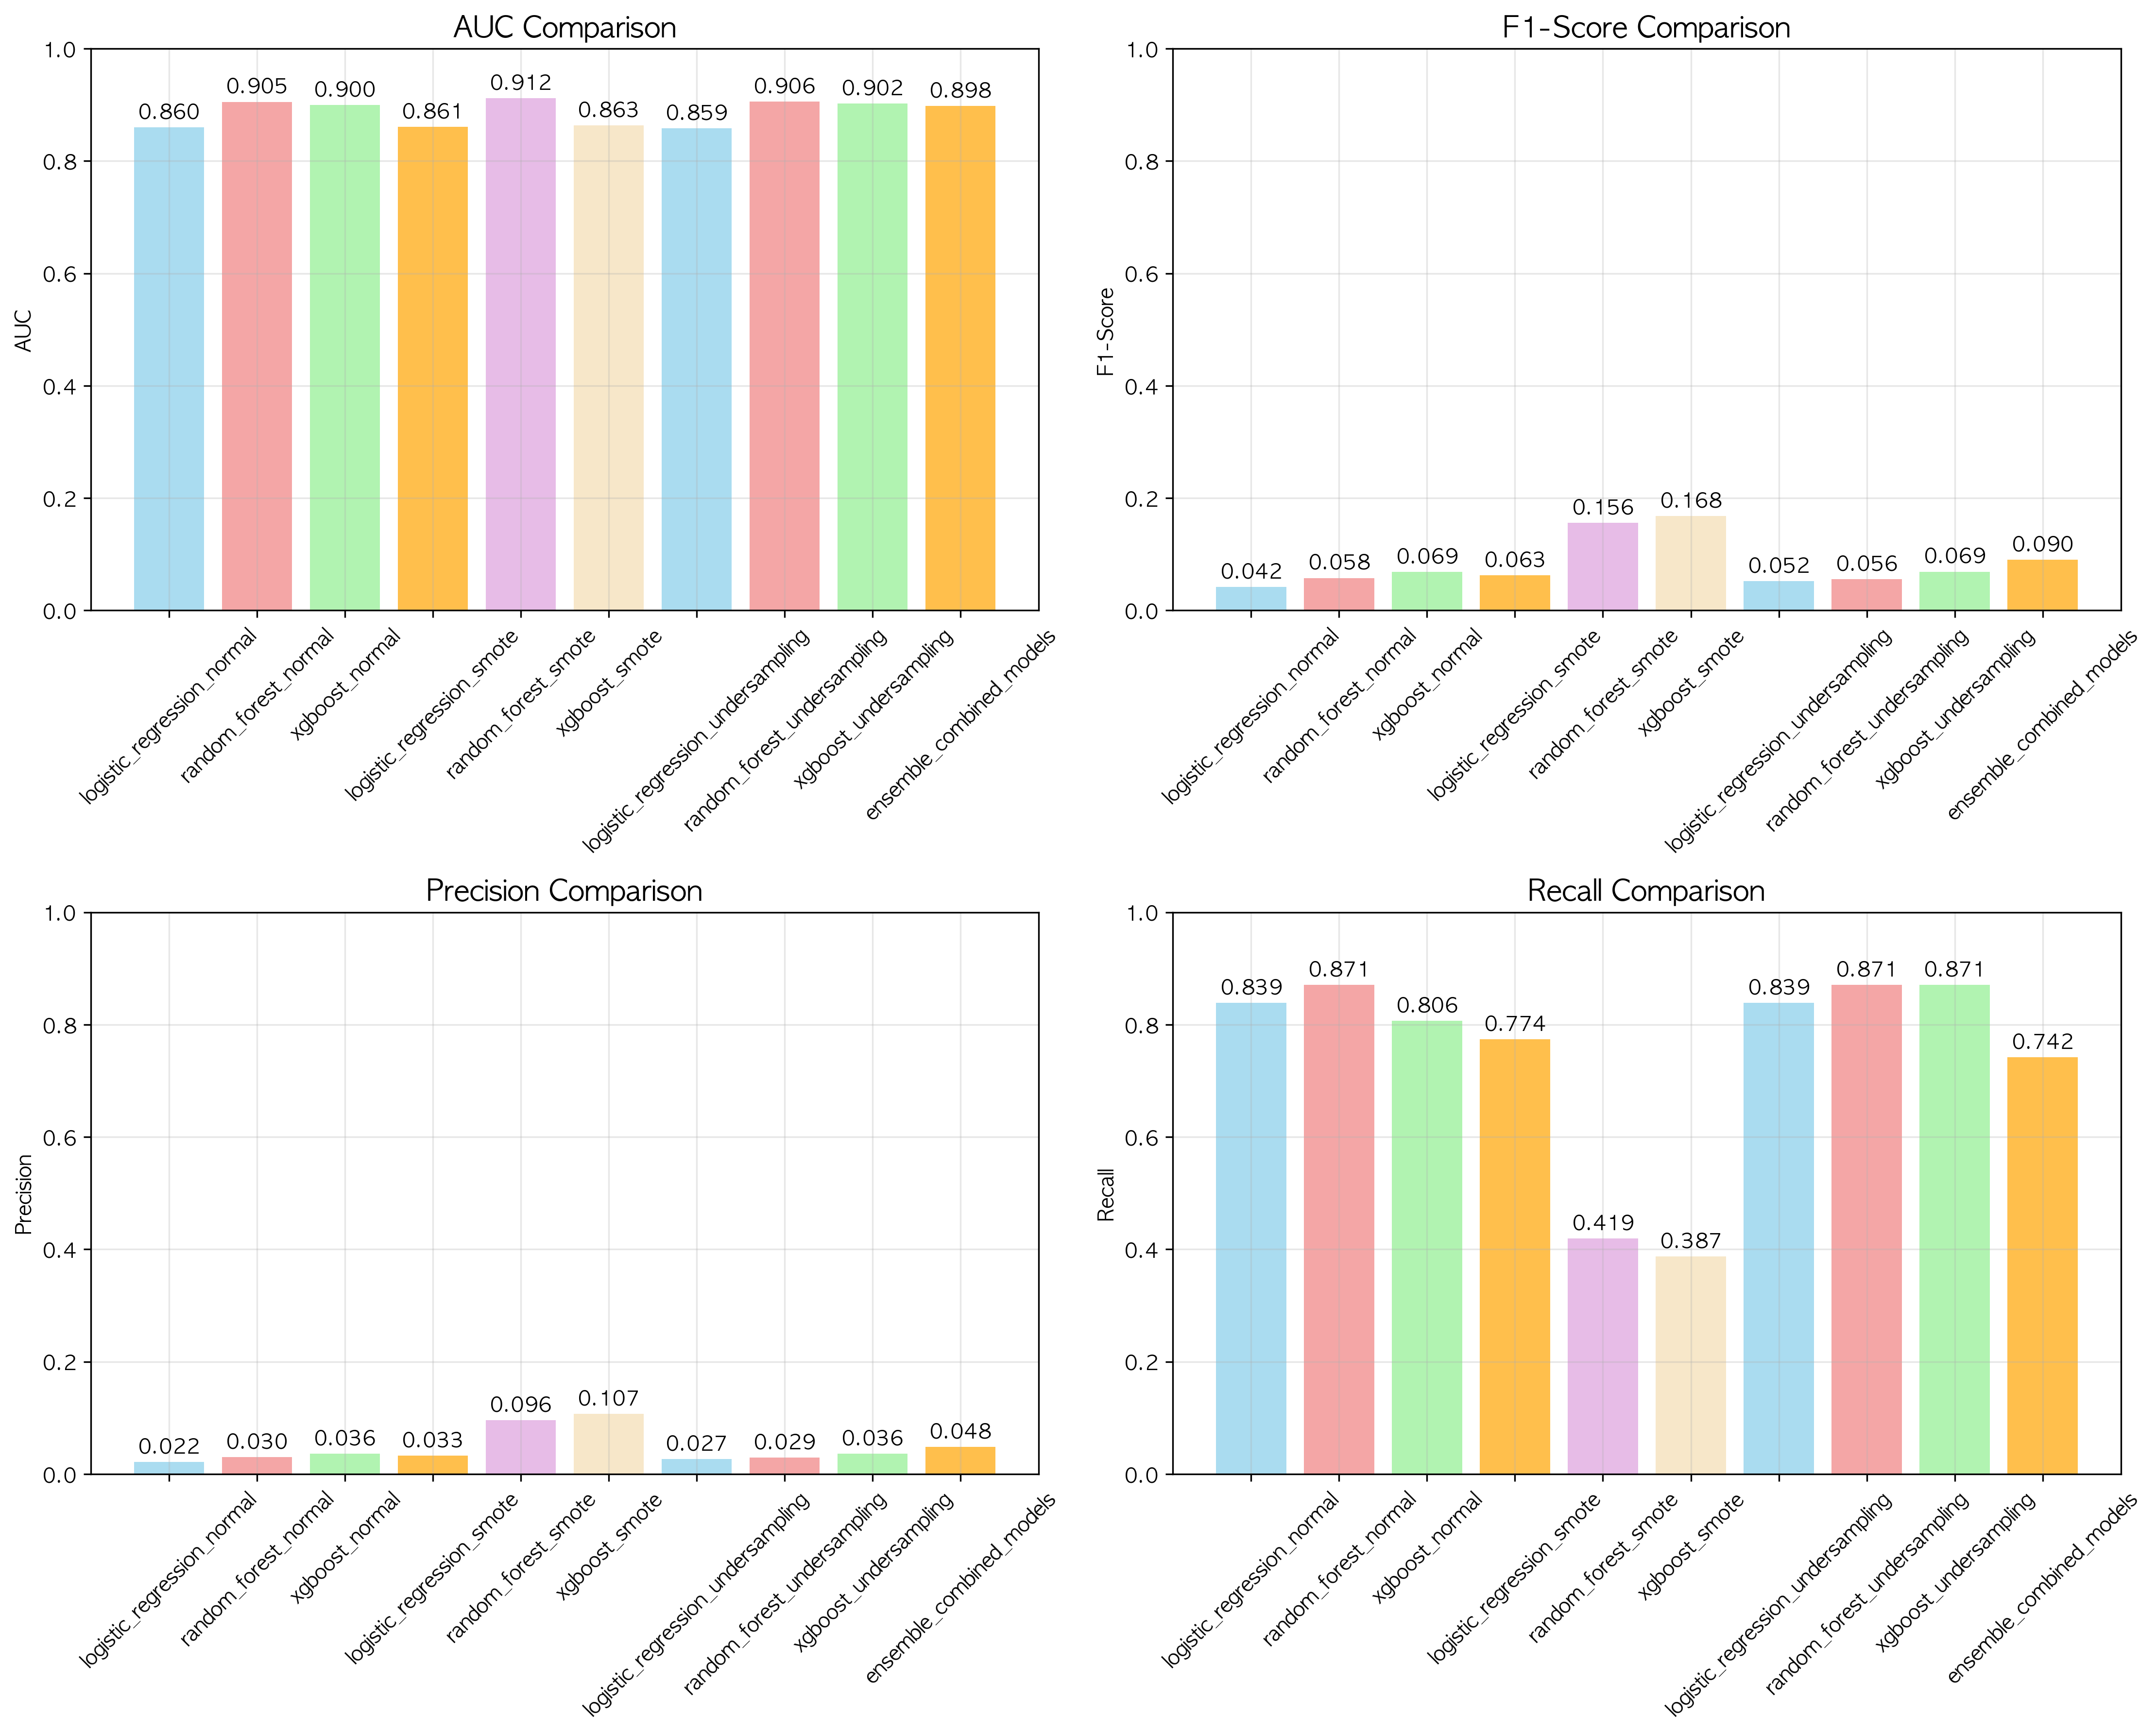 AUC Comparison
AUC
1.0
0.8
0.6
0.4
0.2
0.0
0.860
0.905
0.900
0.861
0.912
0.863
0.859
0.906
0.902
0.898
logistic_regression_normal
random_forest_normal
xgboost_normal
logistic_regression_smote
random_forest_smote
xgboost_smote
logistic_regression_undersampling
random_forest_undersampling
xgboost_undersampling
ensemble_combined_models
F1-Score Comparison
F1-Score
1.0
0.8
0.6
0.4
0.2
0.0
0.042
0.058
0.069
0.063
0.156
0.168
0.052
0.056
0.069
0.090
logistic_regression_normal
random_forest_normal
xgboost_normal
logistic_regression_smote
random_forest_smote
xgboost_smote
logistic_regression_undersampling
random_forest_undersampling
xgboost_undersampling
ensemble_combined_models
Precision Comparison
Precision
1.0
0.8
0.6
0.4
0.2
0.0
0.022
0.030
0.036
0.033
0.096
0.107
0.027
0.029
0.036
0.048
logistic_regression_normal
random_forest_normal
xgboost_normal
logistic_regression_smote
random_forest_smote
xgboost_smote
logistic_regression_undersampling
random_forest_undersampling
xgboost_undersampling
ensemble_combined_models
Recall Comparison
Recall
1.0
0.8
0.6
0.4
0.2
0.0
0.839
0.871
0.806
0.774
0.419
0.387
0.839
0.871
0.871
0.742
logistic_regression_normal
random_forest_normal
xgboost_normal
logistic_regression_smote
random_forest_smote
xgboost_smote
logistic_regression_undersampling
random_forest_undersampling
xgboost_undersampling
ensemble_combined_models